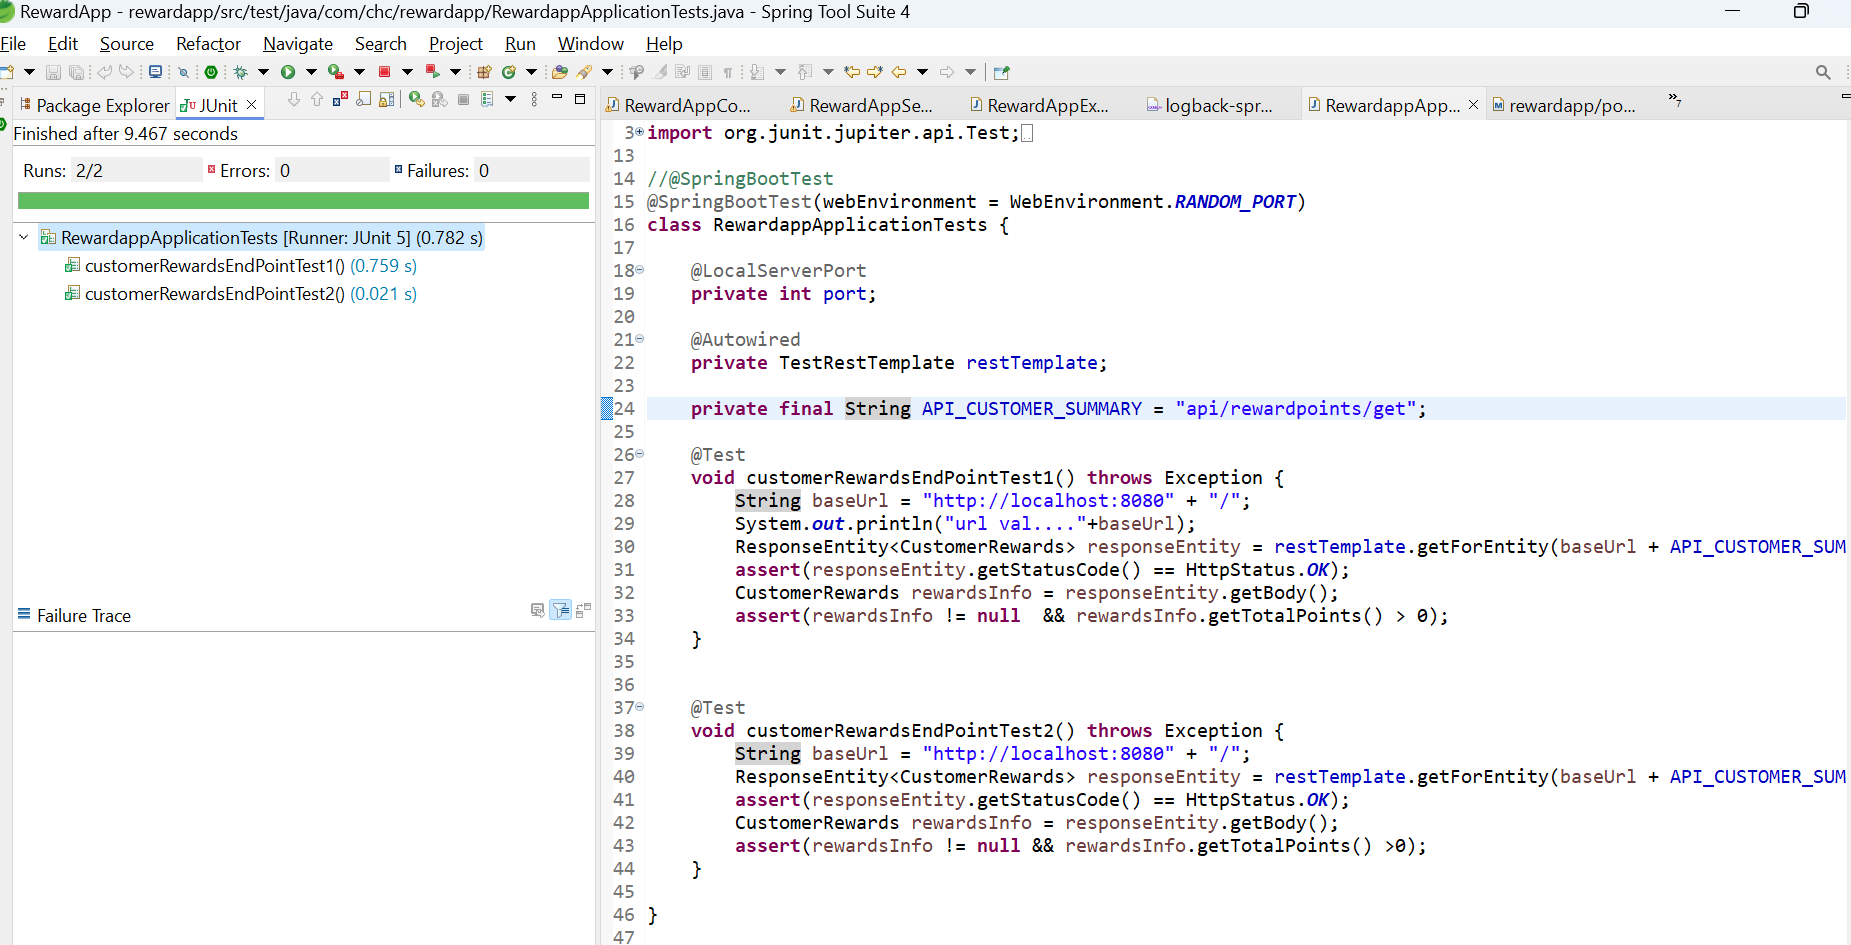 RewardApp - rewardapp/src/test/java/com/chc/rewardapp/RewardappApplicationTests.java - Spring Tool Suite 4
File Edit Source Refactor Navigate Search Project Run Window Help
Package Explorer JUnit
Finished after 9.467 seconds
Runs: 2/2 Errors: 0 Failures: 0
RewardappApplicationTests [Runner: JUnit 5] (0.782 s)
customerRewardsEndPointTest1() (0.759 s)
customerRewardsEndPointTest2() (0.021 s)
Failure Trace
RewardAppCo... RewardAppSe... RewardAppEx... logback-spr... RewardappApp... rewardapp/po... »7
3 import org.junit.jupiter.api.Test;
13
14 //@SpringBootTest
15 @SpringBootTest(webEnvironment = WebEnvironment.RANDOM_PORT)
16 class RewardappApplicationTests {
17
18 @LocalServerPort
19 private int port;
20
21 @Autowired
22 private TestRestTemplate restTemplate;
23
24 private final String API_CUSTOMER_SUMMARY = "api/rewardpoints/get";
25
26 @Test
27 void customerRewardsEndPointTest1() throws Exception {
28 String baseUrl = "http://localhost:8080" + "/";
29 System.out.println("url val...."+baseUrl);
30 ResponseEntity<CustomerRewards> responseEntity = restTemplate.getForEntity(baseUrl + API_CUSTOMER_SUM
31 assert(responseEntity.getStatusCode() == HttpStatus.OK);
32 CustomerRewards rewardsInfo = responseEntity.getBody();
33 assert(rewardsInfo != null  && rewardsInfo.getTotalPoints() > 0);
34 }
35
36
37 @Test
38 void customerRewardsEndPointTest2() throws Exception {
39 String baseUrl = "http://localhost:8080" + "/";
40 ResponseEntity<CustomerRewards> responseEntity = restTemplate.getForEntity(baseUrl + API_CUSTOMER_SUM
41 assert(responseEntity.getStatusCode() == HttpStatus.OK);
42 CustomerRewards rewardsInfo = responseEntity.getBody();
43 assert(rewardsInfo != null && rewardsInfo.getTotalPoints() >0);
44 }
45
46 }
47